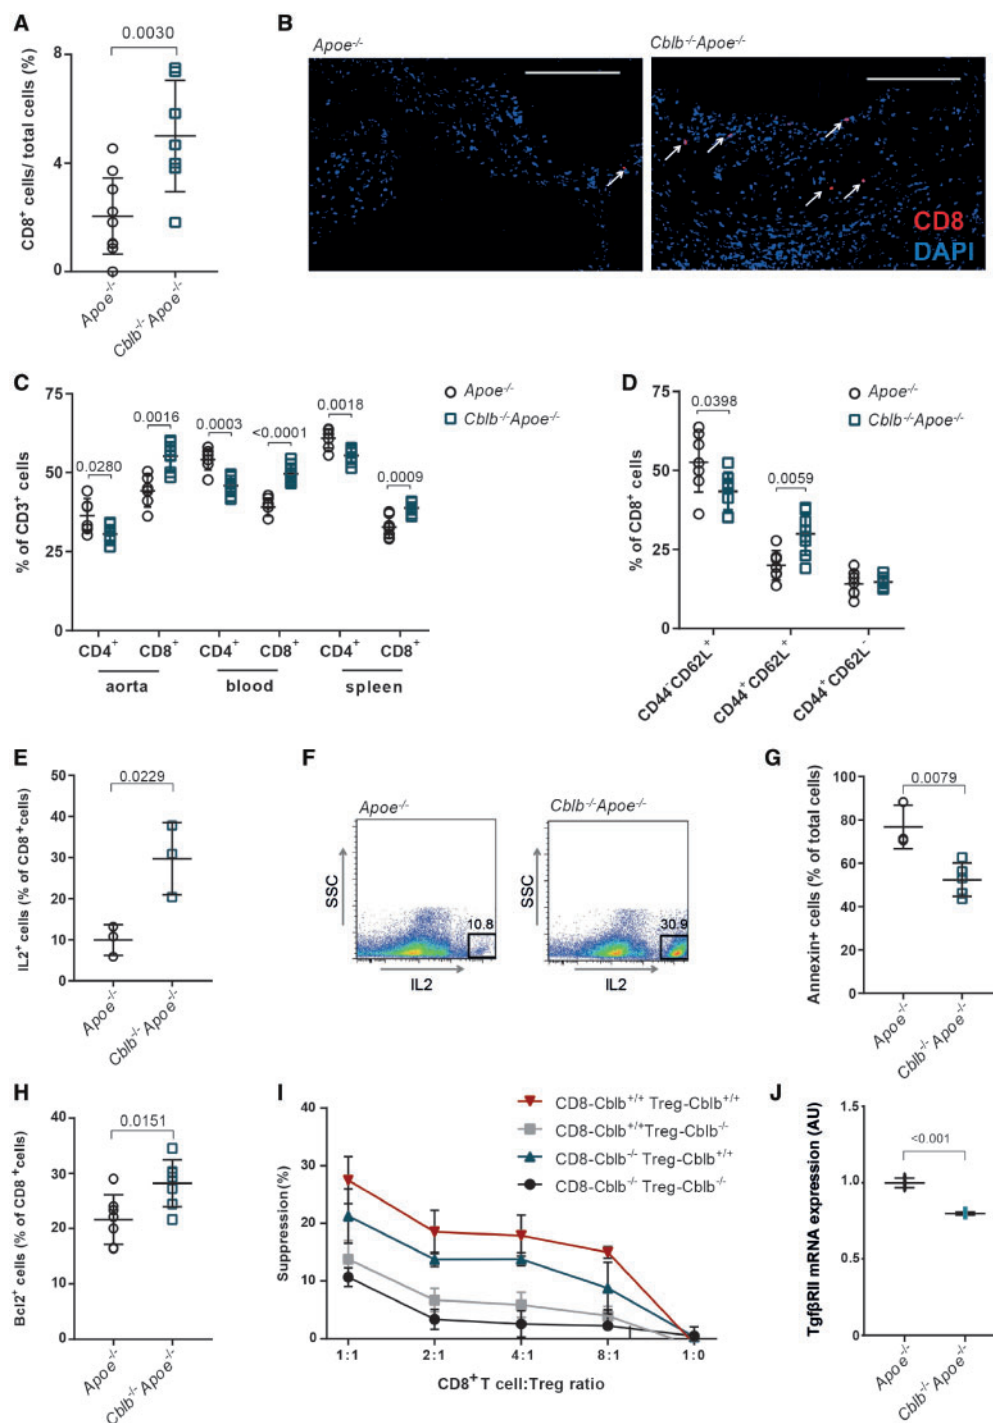 A
0.0030
CD8⁺ cells/ total cells (%)
8
4
0
Apoe⁻/⁻
Cblb⁻/⁻Apoe⁻/⁻
B
Apoe⁻/⁻
Cblb⁻/⁻Apoe⁻/⁻
CD8
DAPI
C
Apoe⁻/⁻
Cblb⁻/⁻Apoe⁻/⁻
% of CD3⁺ cells
75
50
25
0
0.0280
0.0016
0.0003
<0.0001
0.0018
0.0009
CD4⁺ CD8⁺ CD4⁺ CD8⁺ CD4⁺ CD8⁺
aorta blood spleen
D
Apoe⁻/⁻
Cblb⁻/⁻Apoe⁻/⁻
% of CD8⁺ cells
75
50
25
0
0.0398
0.0059
CD44⁻CD62L⁺
CD44⁺CD62L⁺
CD44⁺CD62L⁻
E
0.0229
IL2⁺ cells (% of CD8⁺cells)
50
40
30
20
10
0
Apoe⁻/⁻
Cblb⁻/⁻Apoe⁻/⁻
F
Apoe⁻/⁻
Cblb⁻/⁻Apoe⁻/⁻
SSC
10.8
IL2
SSC
30.9
IL2
G
0.0079
Annexin+ cells (% of total cells)
100
80
60
40
20
0
Apoe⁻/⁻
Cblb⁻/⁻Apoe⁻/⁻
H
0.0151
Bcl2⁺ cells (% of CD8⁺cells)
40
30
20
10
0
Apoe⁻/⁻
Cblb⁻/⁻Apoe⁻/⁻
I
CD8-Cblb⁺/⁺ Treg-Cblb⁺/⁺
CD8-Cblb⁺/⁺Treg-Cblb⁻/⁻
CD8-Cblb⁻/⁻ Treg-Cblb⁺/⁺
CD8-Cblb⁻/⁻ Treg-Cblb⁻/⁻
Suppression (%)
40
30
20
10
0
1:1 2:1 4:1 8:1 1:0
CD8⁺T cell:Treg ratio
J
<0.001
TgfβRII mRNA expression (AU)
1.5
1.0
0.5
0.0
Apoe⁻/⁻
Cblb⁻/⁻Apoe⁻/⁻